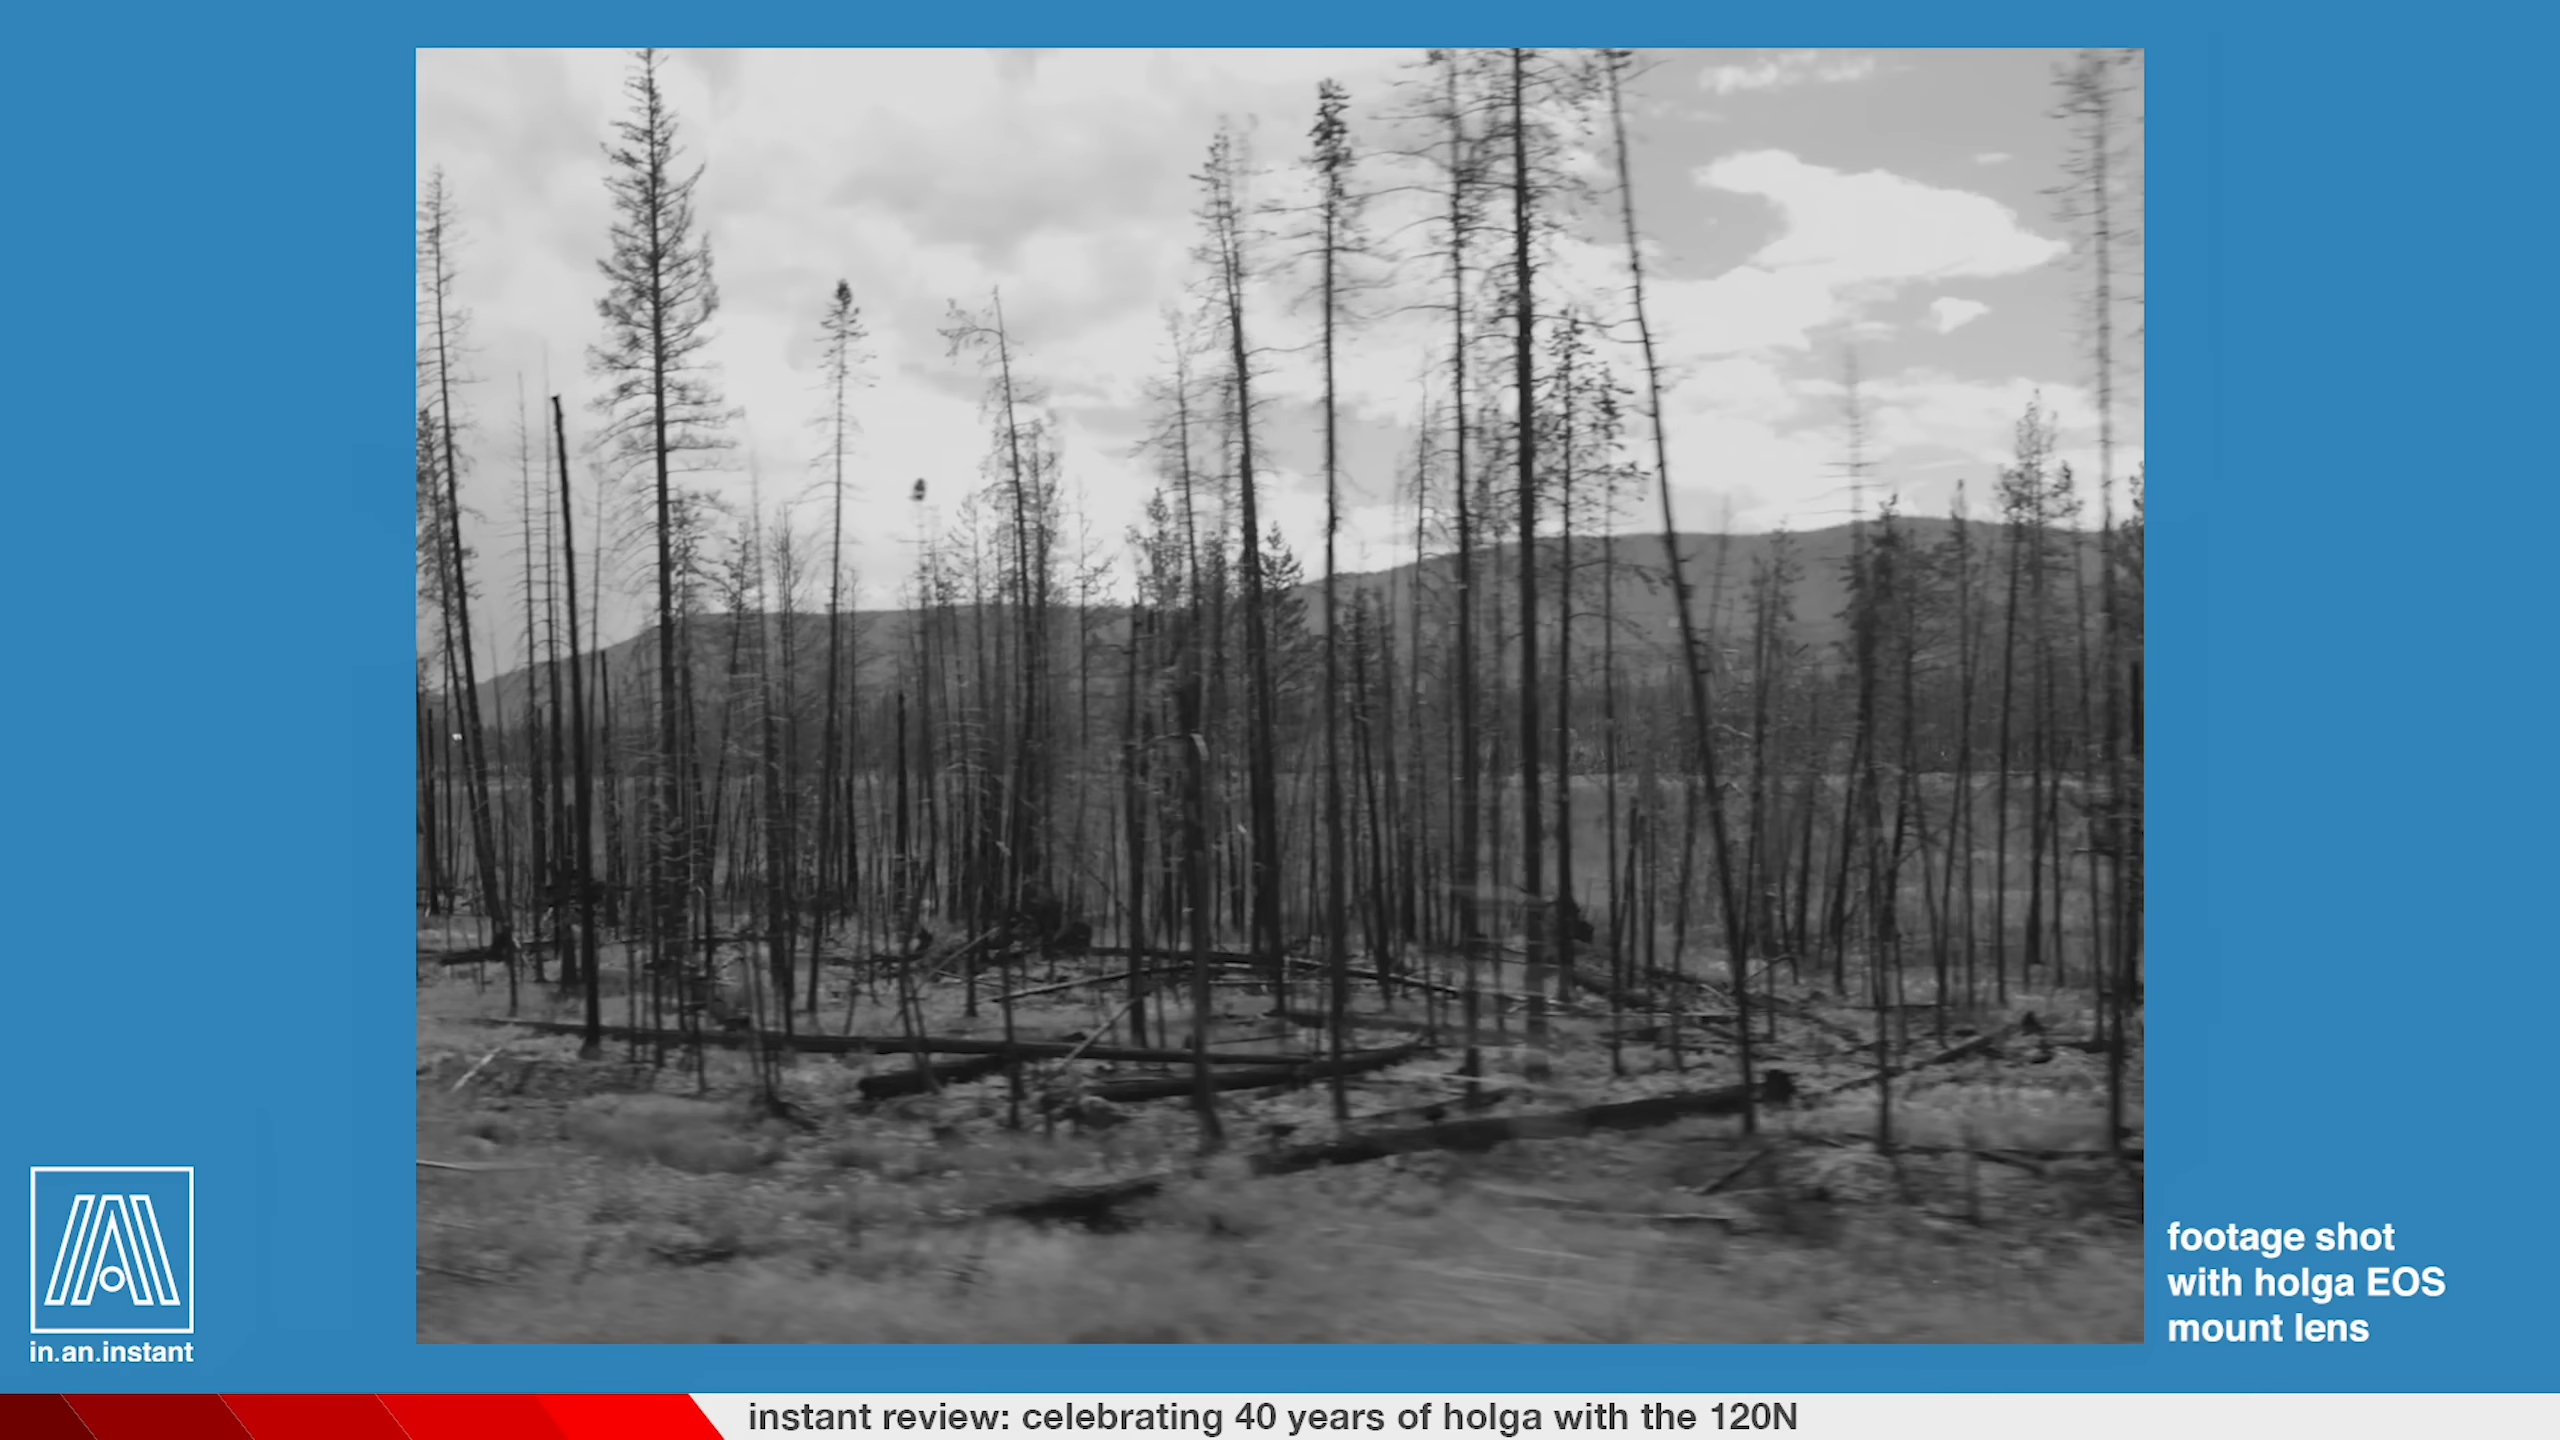 footage shot
with holga EOS
mount lens
in.an.instant
instant review: celebrating 40 years of holga with the 120N